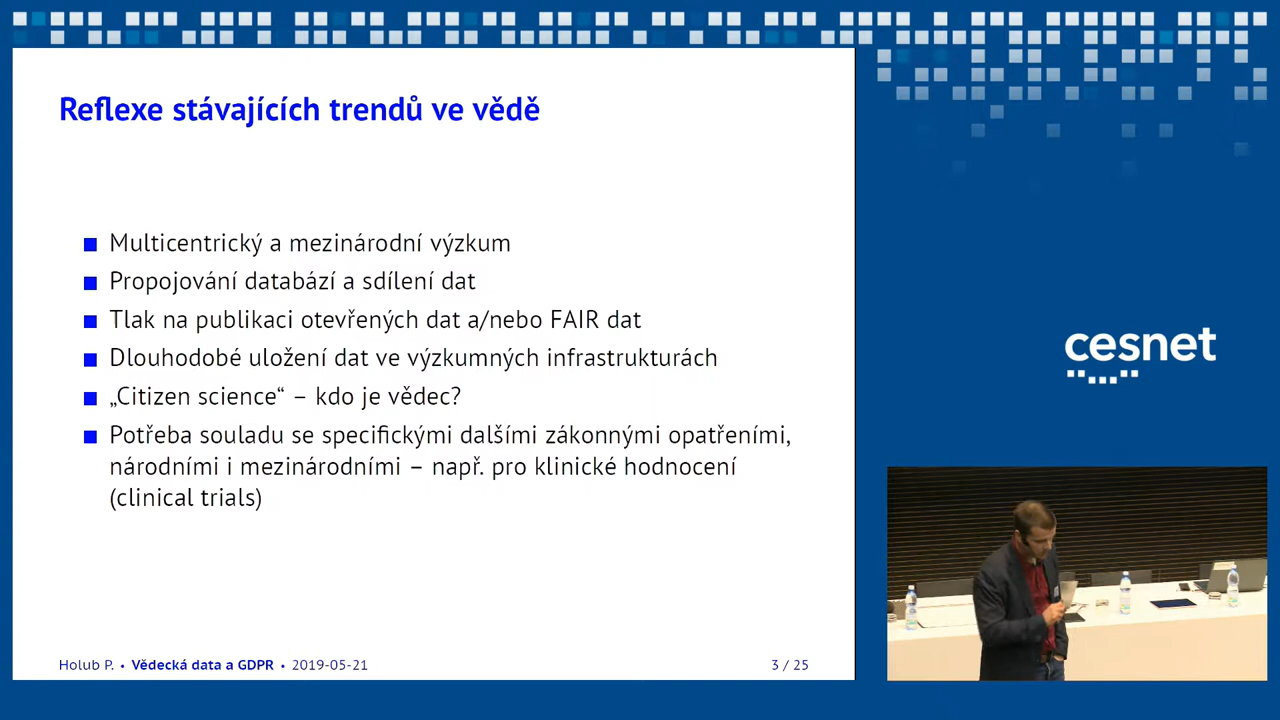 Reflexe stávajících trendů ve vědě
Multicentrický a mezinárodní výzkum
Propojování databází a sdílení dat
Tlak na publikaci otevřených dat a/nebo FAIR dat
Dlouhodobé uložení dat ve výzkumných infrastrukturách
„Citizen science“ – kdo je vědec?
Potřeba souladu se specifickými dalšími zákonnými opatřeními,
národními i mezinárodními – např. pro klinické hodnocení
(clinical trials)
Holub P. • Vědecká data a GDPR • 2019-05-21
3 / 25
cesnet